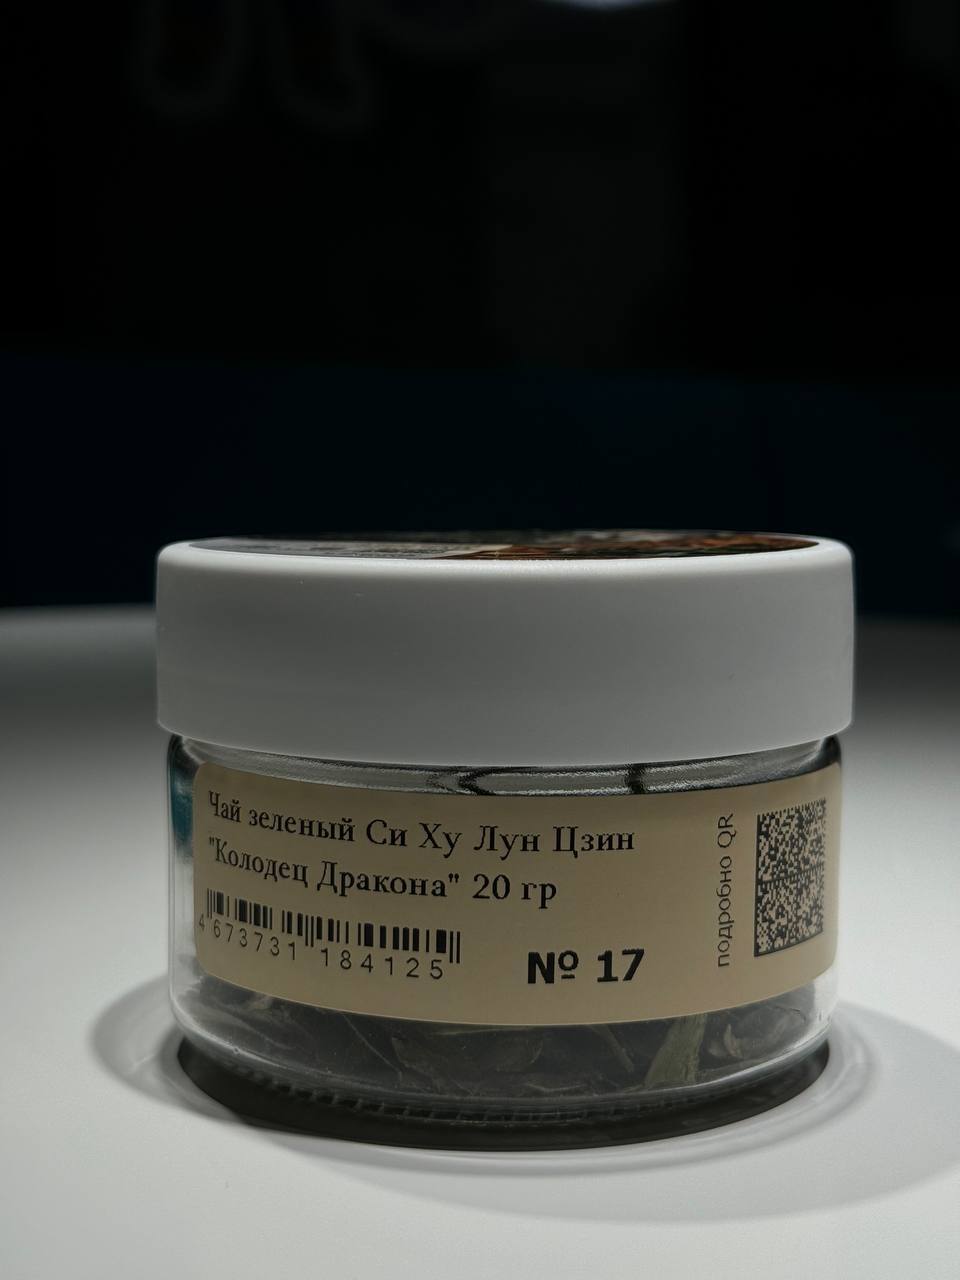 Чай зеленый Си Ху Лун Цзин
"Колодец Дракона" 20 гр
4 673731 184125
№ 17
подробно QR